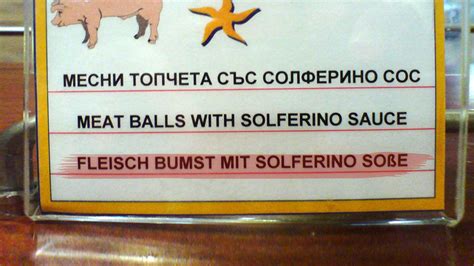 МЕСНИ ТОПЧЕТА СЪС СОЛФЕРИНО СОС
MEAT BALLS WITH SOLFERINO SAUCE
FLEISCH BUMST MIT SOLFERINO SOßE